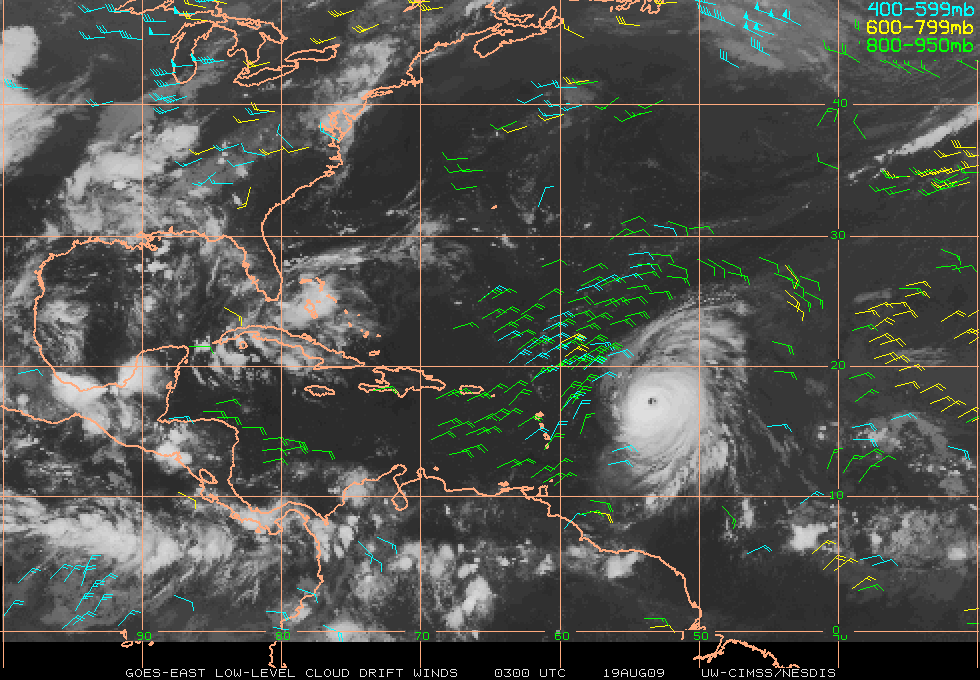 400-599mb
600-799mb
800-950mb
40
30
20
10
90 80 70 60 50 0
GOES-EAST LOW-LEVEL CLOUD DRIFT WINDS 0300 UTC 19AUG09 UW-CIMSS/NESDIS